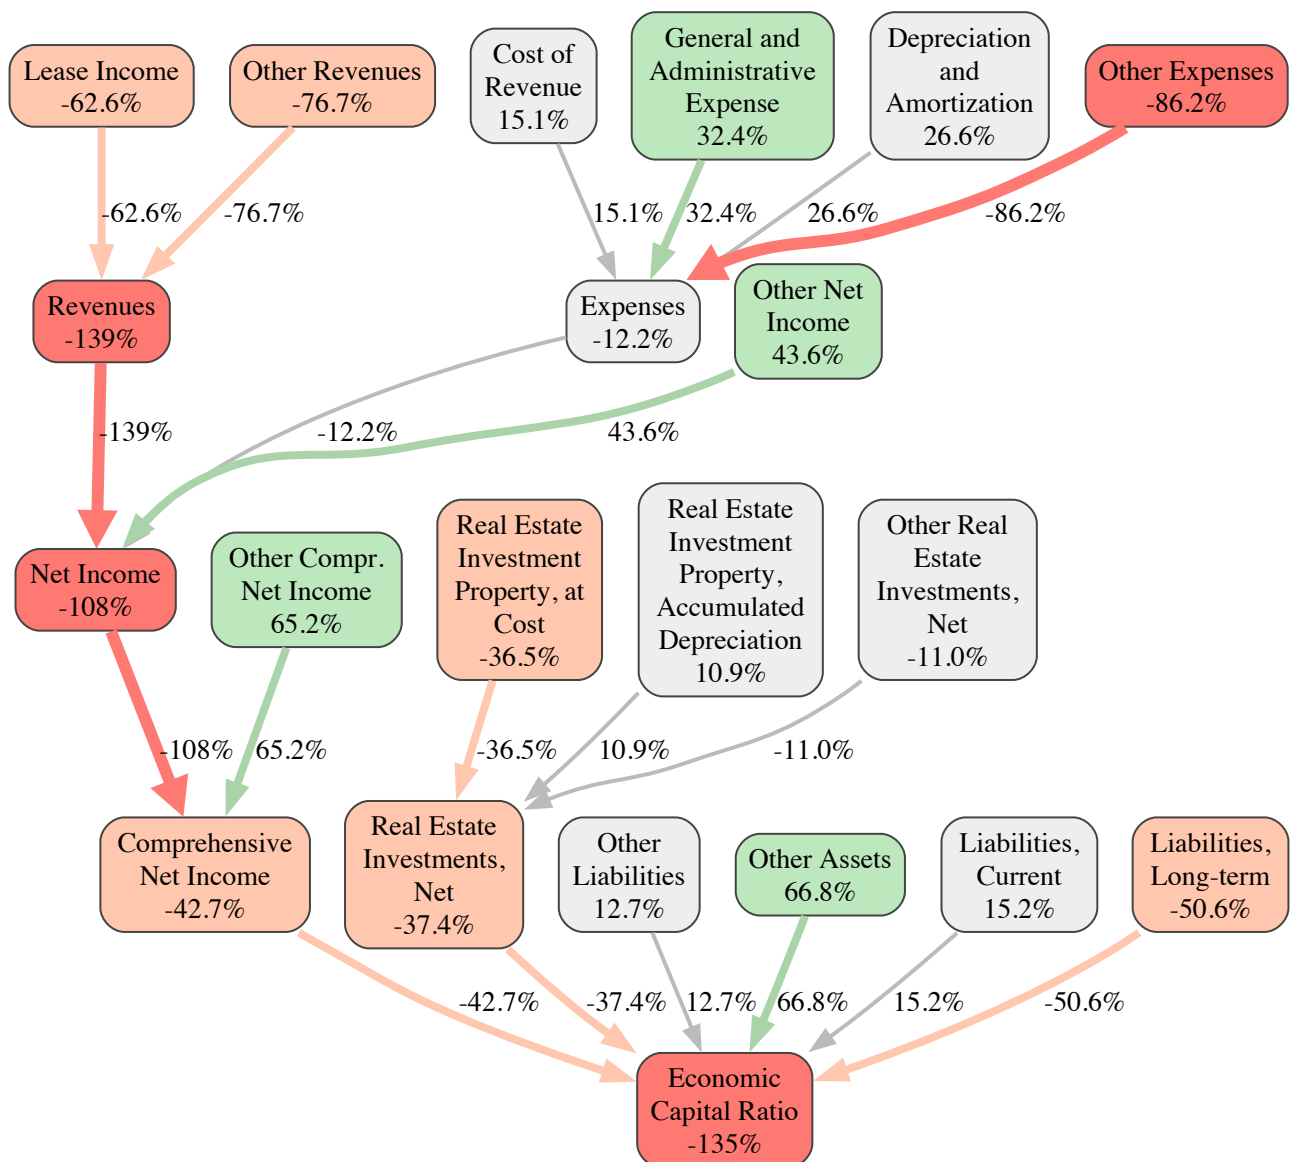 Lease Income
-62.6%
Other Revenues
-76.7%
Cost of
Revenue
15.1%
General and
Administrative
Expense
32.4%
Depreciation
and
Amortization
26.6%
Other Expenses
-86.2%
-62.6%
-76.7%
15.1%
32.4%
26.6%
-86.2%
Revenues
-139%
Expenses
-12.2%
Other Net
Income
43.6%
-139%
-12.2%
43.6%
Net Income
-108%
Other Compr.
Net Income
65.2%
Real Estate
Investment
Property, at
Cost
-36.5%
Real Estate
Investment
Property,
Accumulated
Depreciation
10.9%
Other Real
Estate
Investments,
Net
-11.0%
-108%
65.2%
-36.5%
10.9%
-11.0%
Comprehensive
Net Income
-42.7%
Real Estate
Investments,
Net
-37.4%
Other
Liabilities
12.7%
Other Assets
66.8%
Liabilities,
Current
15.2%
Liabilities,
Long-term
-50.6%
-42.7%
-37.4%
12.7%
66.8%
15.2%
-50.6%
Economic
Capital Ratio
-135%